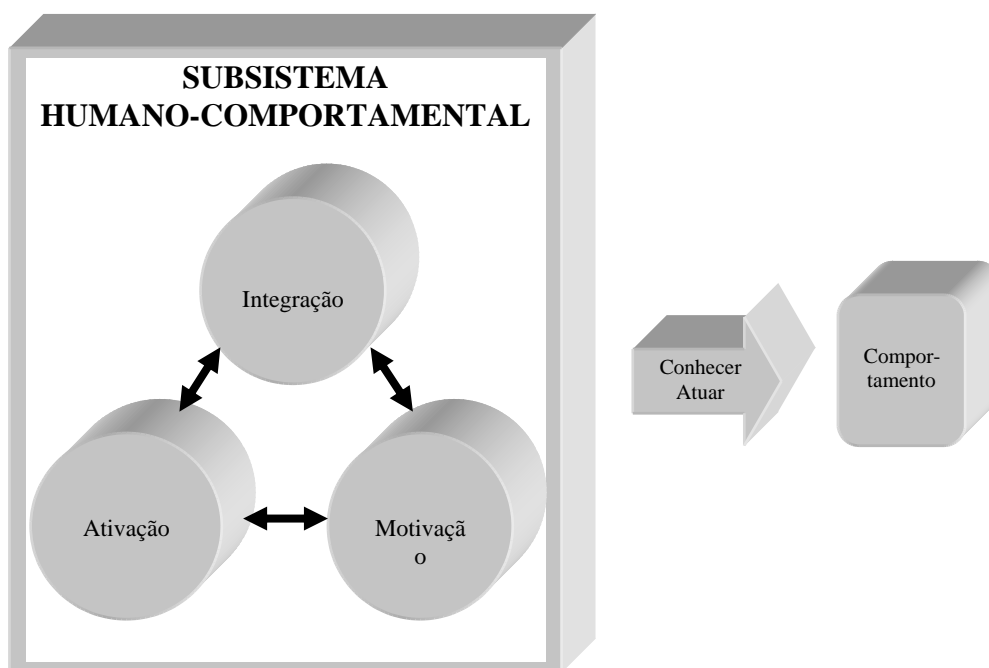 SUBSISTEMA
HUMANO-COMPORTAMENTAL
Integração
Conhecer
Atuar
Compor-
tamento
Ativação
Motivaçã
o